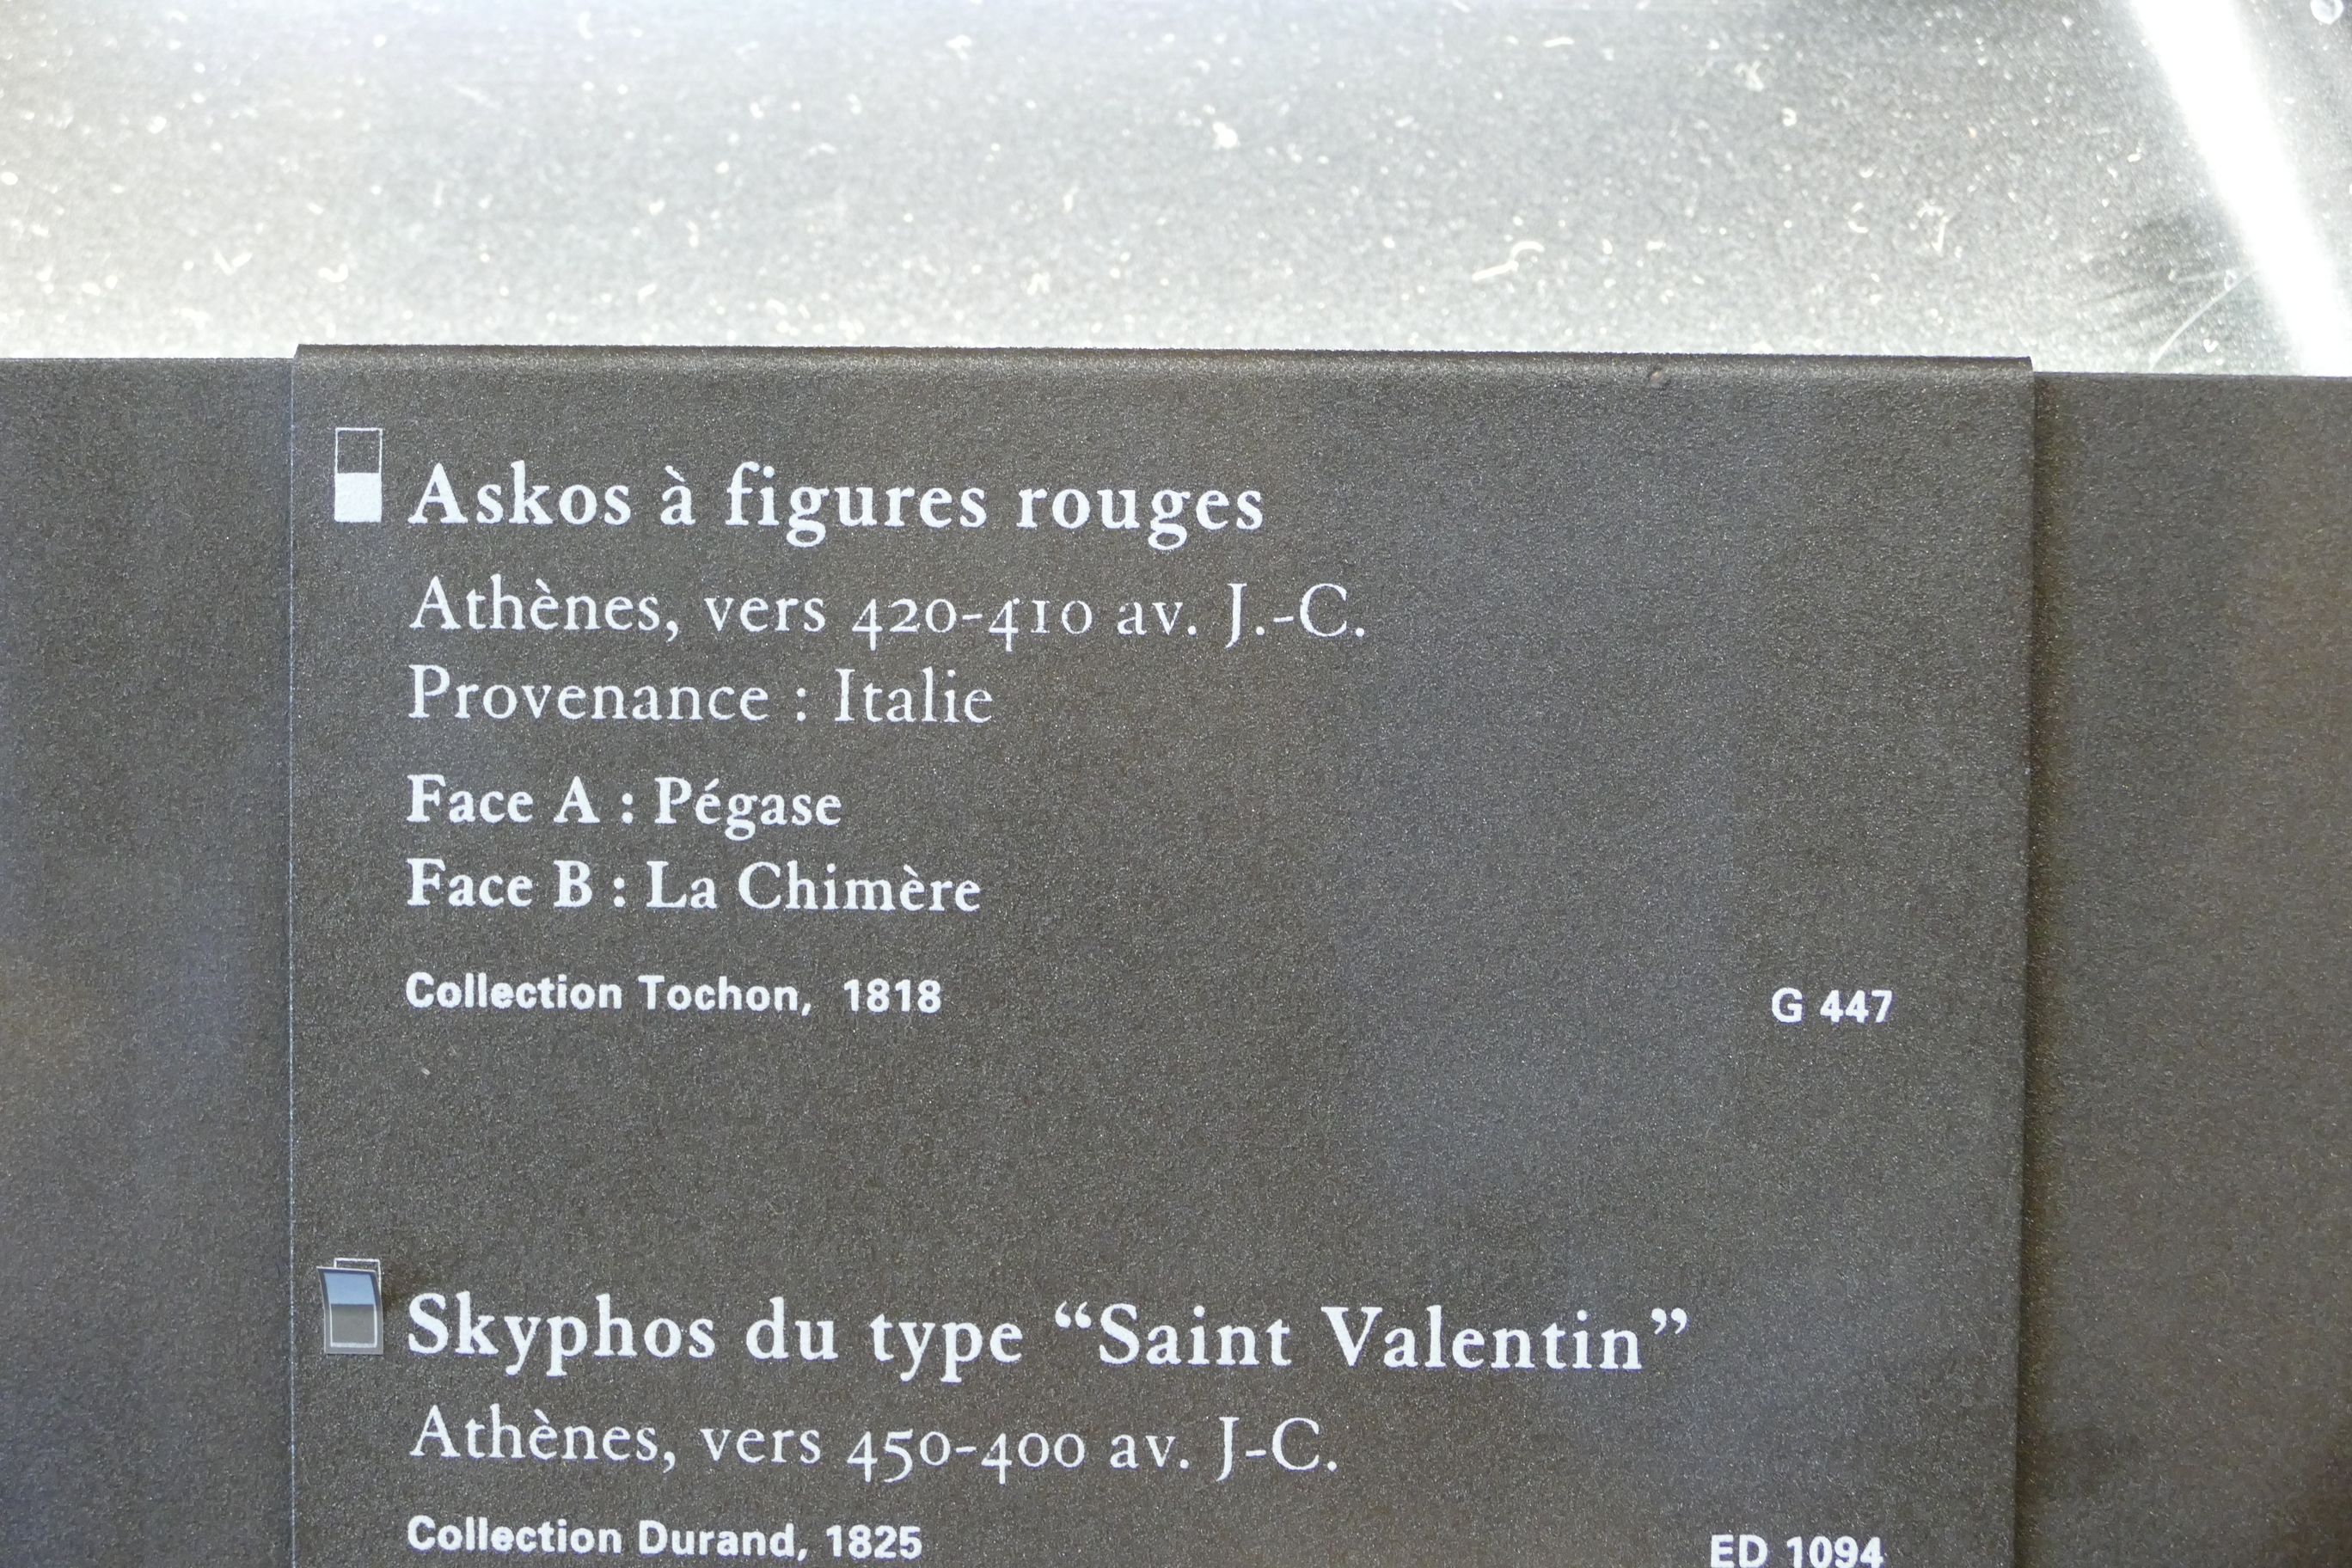 Askos à figures rouges
Athènes, vers 420-410 av. J.-C.
Provenance : Italie
Face A : Pégase
Face B : La Chimère
Collection Tochon, 1818
G 447
Skyphos du type “Saint Valentin”
Athènes, vers 450-400 av. J-C.
Collection Durand, 1825
ED 1094